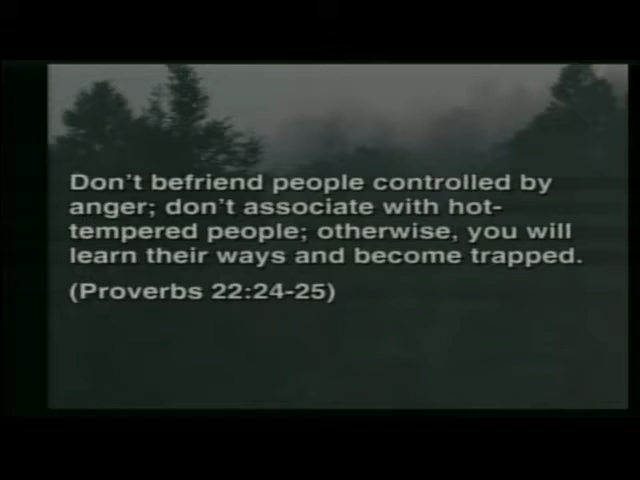 Don't befriend people controlled by
anger; don't associate with hot-
tempered people; otherwise, you will
learn their ways and become trapped.
(Proverbs 22:24-25)